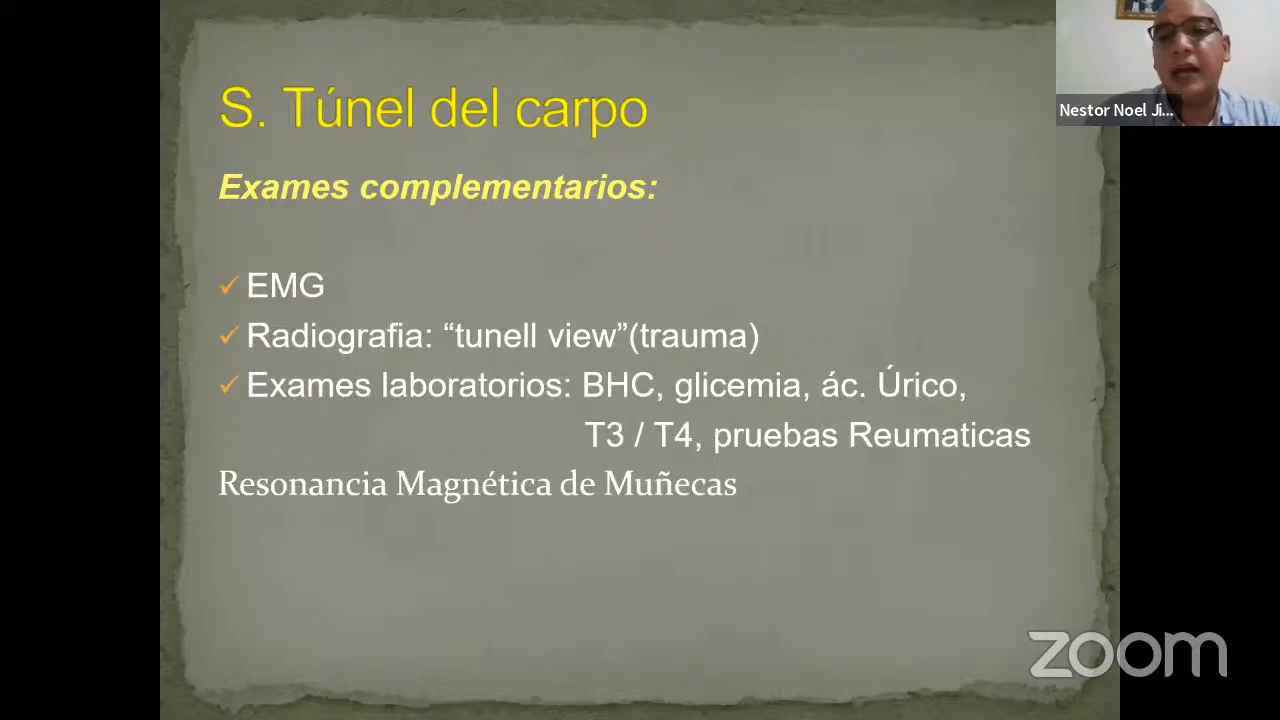 S. Túnel del carpo
Nestor Noel Ji...
Exames complementarios:
EMG
Radiografia: “tunell view”(trauma)
Exames laboratorios: BHC, glicemia, ác. Úrico,
T3 / T4, pruebas Reumaticas
Resonancia Magnética de Muñecas
zoom